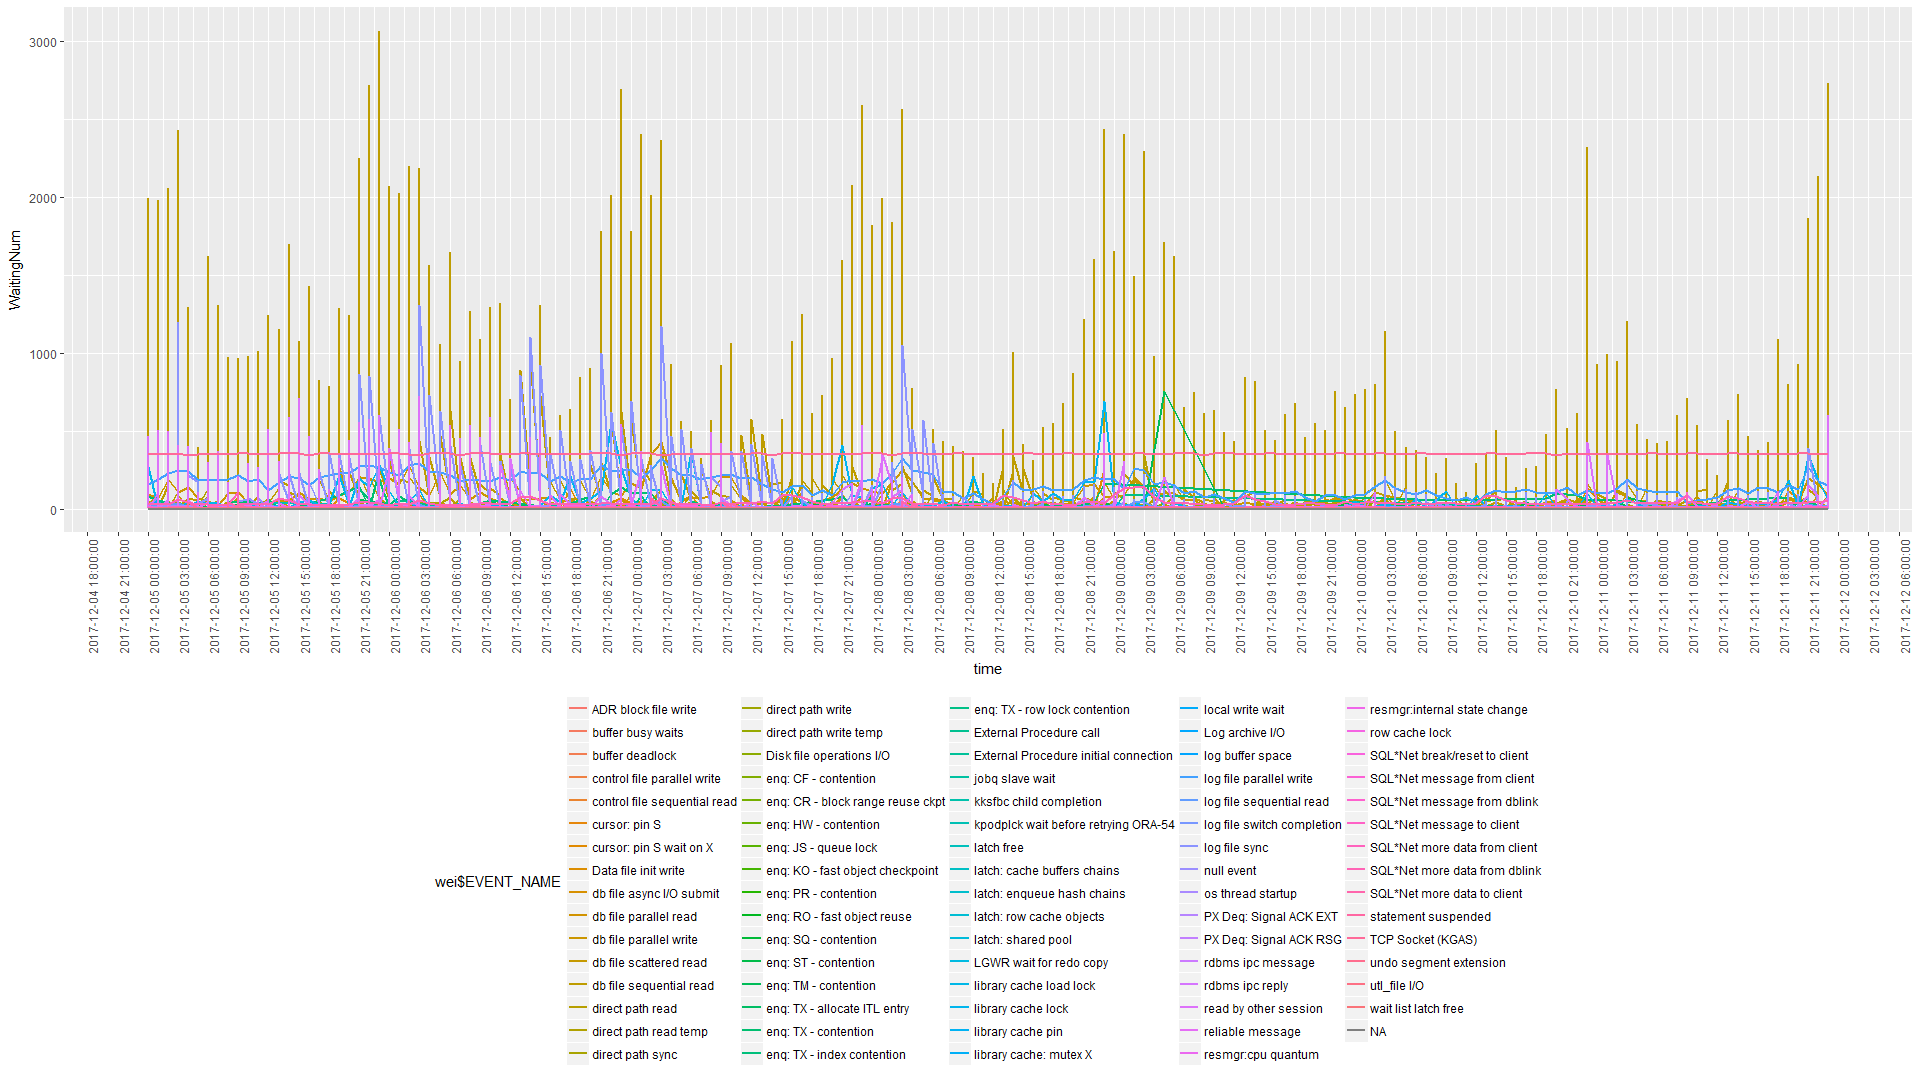 WaitingNum
3000
2000
1000
0
2017-12-04 18:00:00
2017-12-04 21:00:00
2017-12-05 00:00:00
2017-12-05 03:00:00
2017-12-05 06:00:00
2017-12-05 09:00:00
2017-12-05 12:00:00
2017-12-05 15:00:00
2017-12-05 18:00:00
2017-12-05 21:00:00
2017-12-06 00:00:00
2017-12-06 03:00:00
2017-12-06 06:00:00
2017-12-06 09:00:00
2017-12-06 12:00:00
2017-12-06 15:00:00
2017-12-06 18:00:00
2017-12-06 21:00:00
2017-12-07 00:00:00
2017-12-07 03:00:00
2017-12-07 06:00:00
2017-12-07 09:00:00
2017-12-07 12:00:00
2017-12-07 15:00:00
2017-12-07 18:00:00
2017-12-07 21:00:00
2017-12-08 00:00:00
2017-12-08 03:00:00
2017-12-08 06:00:00
2017-12-08 09:00:00
2017-12-08 12:00:00
2017-12-08 15:00:00
2017-12-08 18:00:00
2017-12-08 21:00:00
2017-12-09 00:00:00
2017-12-09 03:00:00
2017-12-09 06:00:00
2017-12-09 09:00:00
2017-12-09 12:00:00
2017-12-09 15:00:00
2017-12-09 18:00:00
2017-12-09 21:00:00
2017-12-10 00:00:00
2017-12-10 03:00:00
2017-12-10 06:00:00
2017-12-10 09:00:00
2017-12-10 12:00:00
2017-12-10 15:00:00
2017-12-10 18:00:00
2017-12-10 21:00:00
2017-12-11 00:00:00
2017-12-11 03:00:00
2017-12-11 06:00:00
2017-12-11 09:00:00
2017-12-11 12:00:00
2017-12-11 15:00:00
2017-12-11 18:00:00
2017-12-11 21:00:00
2017-12-12 00:00:00
2017-12-12 03:00:00
2017-12-12 06:00:00
time
wei$EVENT_NAME
ADR block file write
buffer busy waits
buffer deadlock
control file parallel write
control file sequential read
cursor: pin S
cursor: pin S wait on X
Data file init write
db file async I/O submit
db file parallel read
db file parallel write
db file scattered read
db file sequential read
direct path read
direct path read temp
direct path sync
direct path write
direct path write temp
Disk file operations I/O
enq: CF - contention
enq: CR - block range reuse ckpt
enq: HW - contention
enq: JS - queue lock
enq: KO - fast object checkpoint
enq: PR - contention
enq: RO - fast object reuse
enq: SQ - contention
enq: ST - contention
enq: TM - contention
enq: TX - allocate ITL entry
enq: TX - contention
enq: TX - index contention
enq: TX - row lock contention
External Procedure call
External Procedure initial connection
jobq slave wait
kksfbc child completion
kpodplck wait before retrying ORA-54
latch free
latch: cache buffers chains
latch: enqueue hash chains
latch: row cache objects
latch: shared pool
LGWR wait for redo copy
library cache load lock
library cache lock
library cache pin
library cache: mutex X
local write wait
Log archive I/O
log buffer space
log file parallel write
log file sequential read
log file switch completion
log file sync
null event
os thread startup
PX Deq: Signal ACK EXT
PX Deq: Signal ACK RSG
rdbms ipc message
rdbms ipc reply
read by other session
reliable message
resmgr:cpu quantum
resmgr:internal state change
row cache lock
SQL*Net break/reset to client
SQL*Net message from client
SQL*Net message from dblink
SQL*Net message to client
SQL*Net more data from client
SQL*Net more data from dblink
SQL*Net more data to client
statement suspended
TCP Socket (KGAS)
undo segment extension
utl_file I/O
wait list latch free
NA